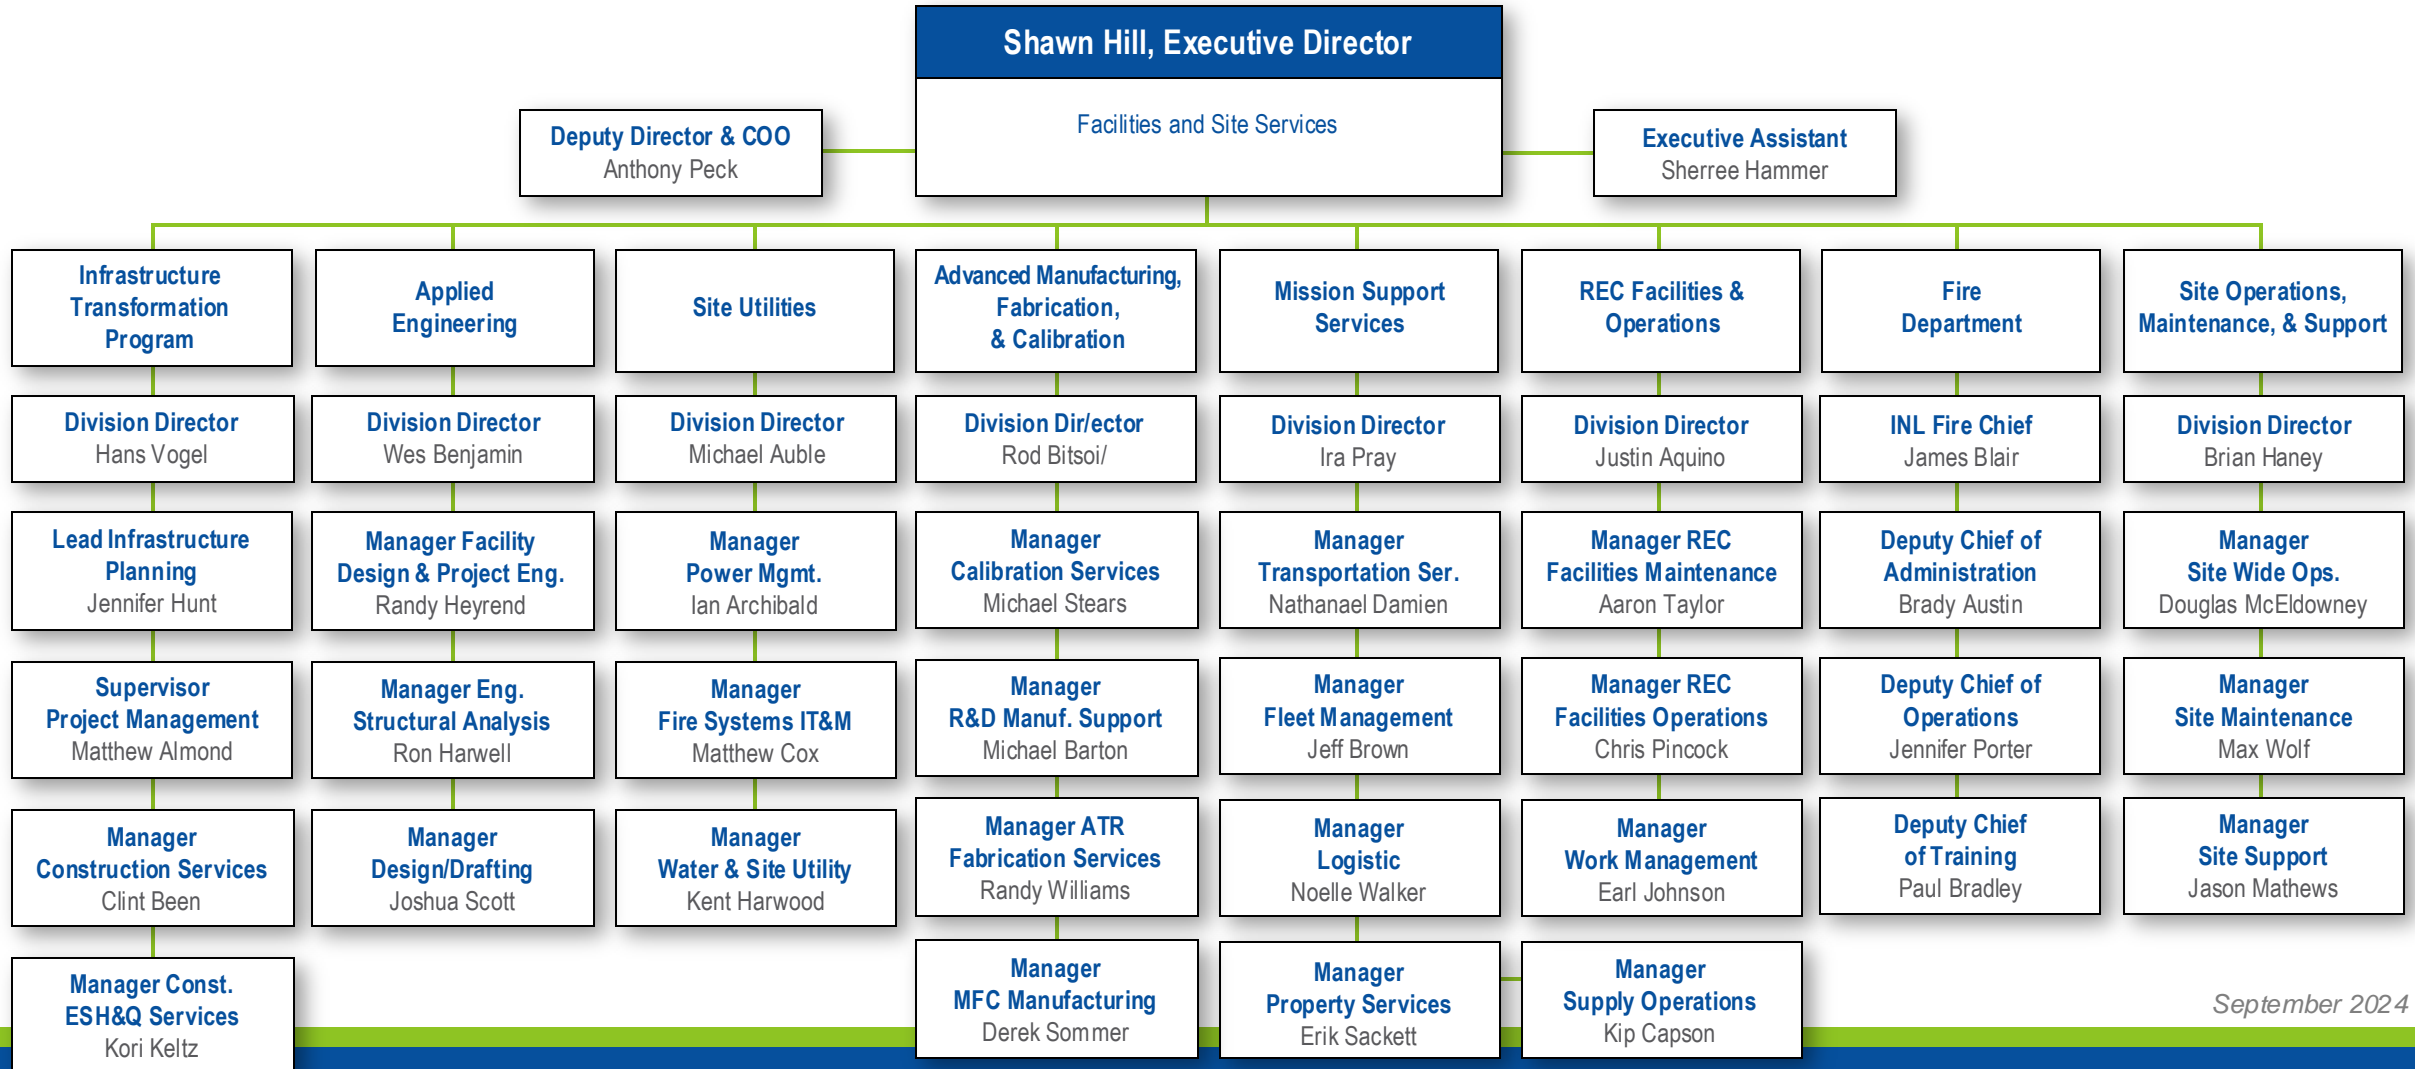 Shawn Hill, Executive Director
Facilities and Site Services
Deputy Director & COO
Anthony Peck
Executive Assistant
Sherree Hammer
Infrastructure
Transformation
Program
Division Director
Hans Vogel
Lead Infrastructure
Planning
Jennifer Hunt
Supervisor
Project Management
Matthew Almond
Manager
Construction Services
Clint Been
Manager Const.
ESH&Q Services
Kori Keltz
Applied
Engineering
Division Director
Wes Benjamin
Manager Facility
Design & Project Eng.
Randy Heyrend
Manager Eng.
Structural Analysis
Ron Harwell
Manager
Design/Drafting
Joshua Scott
Site Utilities
Division Director
Michael Auble
Manager
Power Mgmt.
Ian Archibald
Manager
Fire Systems IT&M
Matthew Cox
Manager
Water & Site Utility
Kent Harwood
Advanced Manufacturing,
Fabrication,
& Calibration
Division Dir/ector
Rod Bitsoi/
Manager
Calibration Services
Michael Stears
Manager
R&D Manuf. Support
Michael Barton
Manager ATR
Fabrication Services
Randy Williams
Manager
MFC Manufacturing
Derek Sommer
Mission Support
Services
Division Director
Ira Pray
Manager
Transportation Ser.
Nathanael Damien
Manager
Fleet Management
Jeff Brown
Manager
Logistic
Noelle Walker
Manager
Property Services
Erik Sackett
REC Facilities &
Operations
Division Director
Justin Aquino
Manager REC
Facilities Maintenance
Aaron Taylor
Manager REC
Facilities Operations
Chris Pincock
Manager
Work Management
Earl Johnson
Manager
Supply Operations
Kip Capson
Fire
Department
INL Fire Chief
James Blair
Deputy Chief of
Administration
Brady Austin
Deputy Chief of
Operations
Jennifer Porter
Deputy Chief
of Training
Paul Bradley
Site Operations,
Maintenance, & Support
Division Director
Brian Haney
Manager
Site Wide Ops.
Douglas McEldowney
Manager
Site Maintenance
Max Wolf
Manager
Site Support
Jason Mathews
September 2024